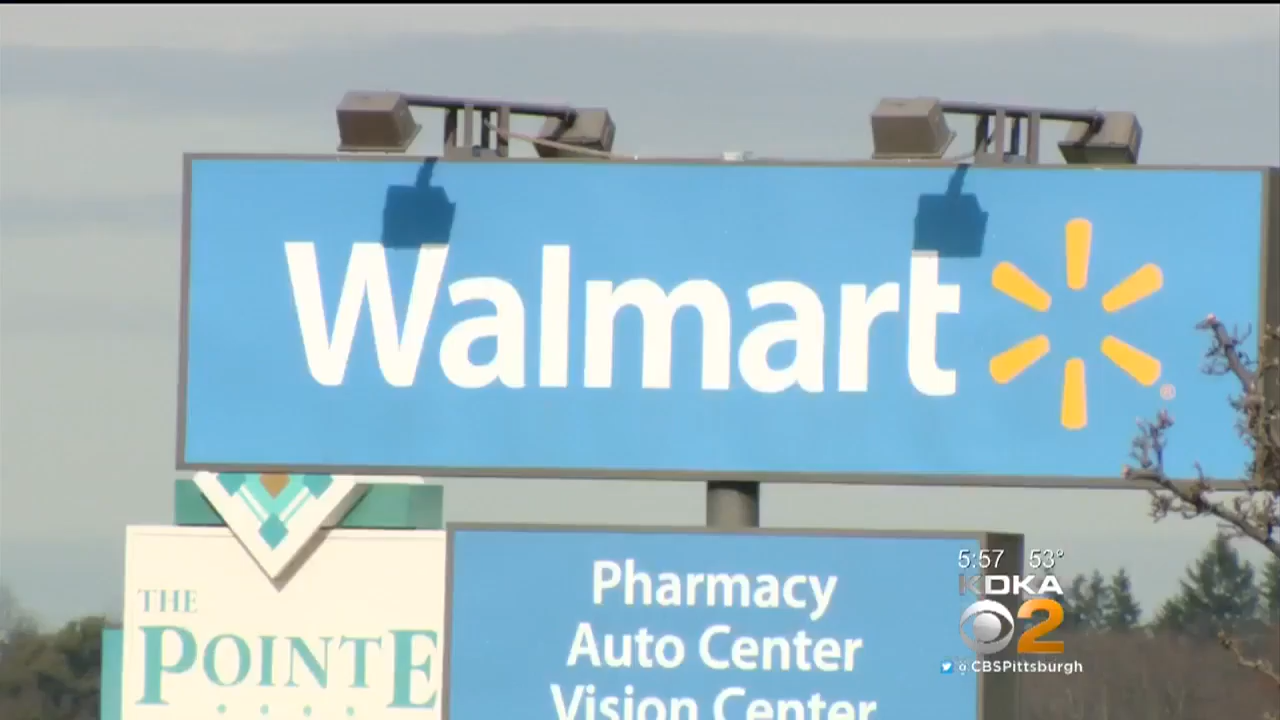 Walmart
®
THE
POINTE
Pharmacy
Auto Center
Vision Center
5:57 53°
KDKA
2
@CBSPittsburgh